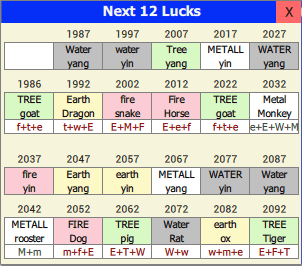 Next 12 Lucks X
1987 1997 2007 2017 2027
Water water Tree METALL WATER
yang yin yang yin yang
1986 1992 2002 2012 2022 2032
TREE Earth fire Fire TREE Metal
goat Dragon snake Horse goat Monkey
f+t+e t+w+E E+M+F E+e+f f+t+e e+E+W+M
2037 2047 2057 2067 2077 2087
fire Earth earth METALL WATER Water
yin yang yin yang yin yang
2042 2052 2062 2072 2082 2092
METALL FIRE TREE Water earth TREE
rooster Dog pig Rat ox Tiger
M+m m+f+E E+T+W W+w w+m+e E+F+T